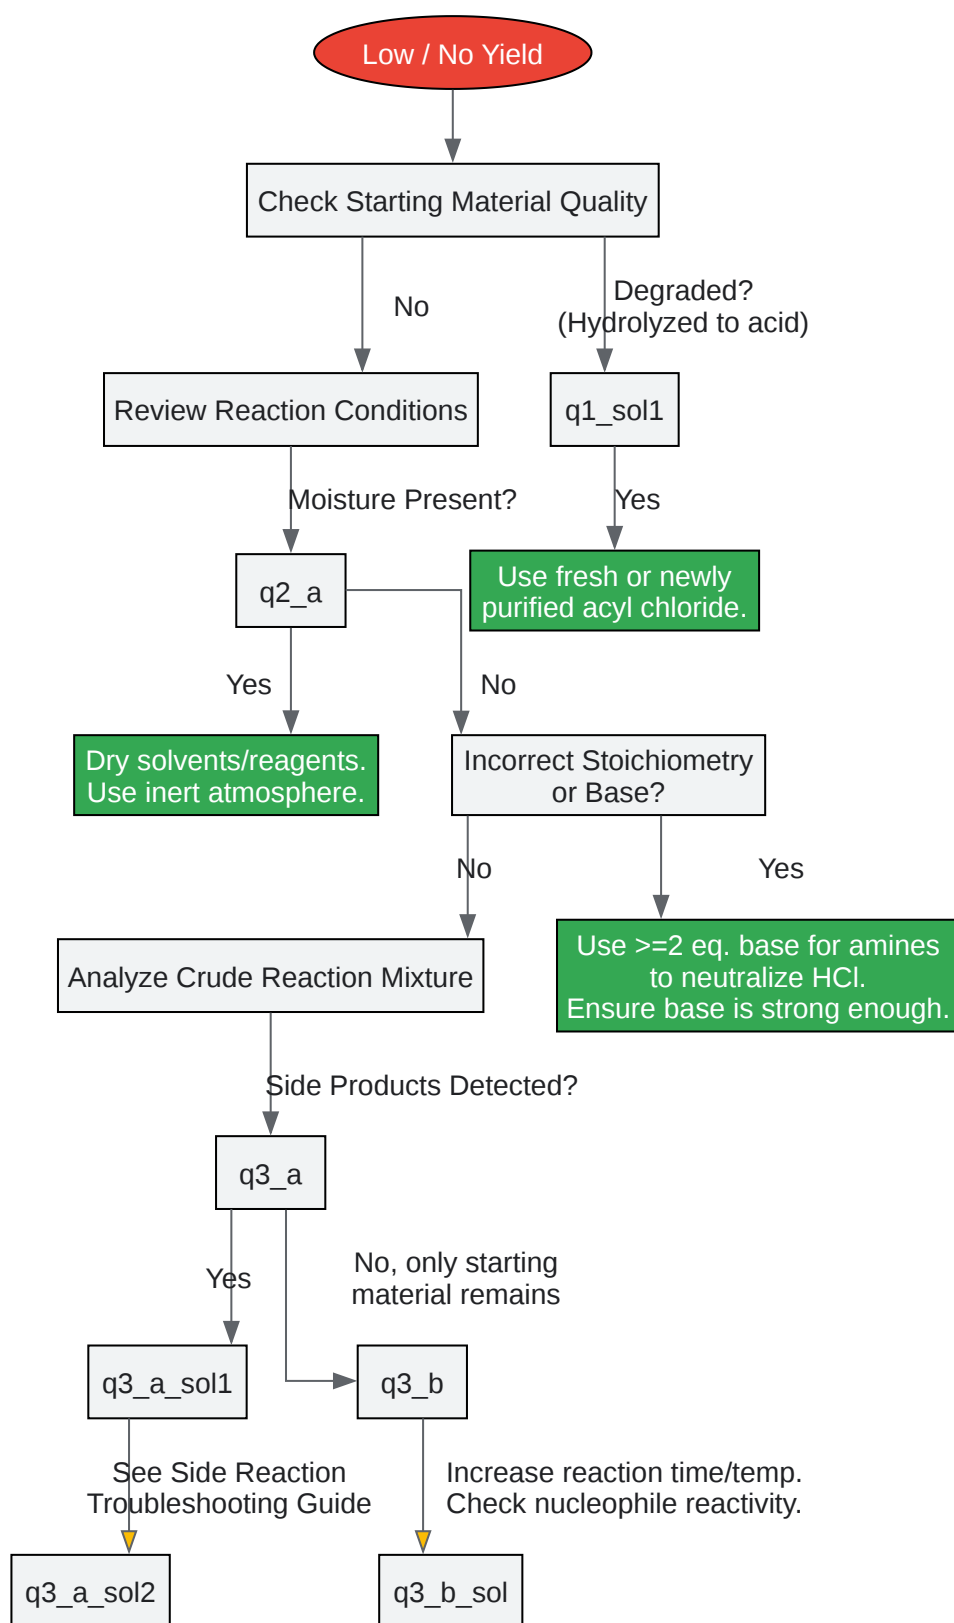 Low / No Yield
Check Starting Material Quality
Degraded?
(Hydrolyzed to acid)
No
Review Reaction Conditions
q1_sol1
Moisture Present?
Yes
q2_a
Use fresh or newly
purified acyl chloride.
Yes
No
Dry solvents/reagents.
Use inert atmosphere.
Incorrect Stoichiometry
or Base?
No
Yes
Analyze Crude Reaction Mixture
Use >=2 eq. base for amines
to neutralize HCl.
Ensure base is strong enough.
Side Products Detected?
q3_a
Yes
No, only starting
material remains
q3_a_sol1
q3_b
See Side Reaction
Troubleshooting Guide
Increase reaction time/temp.
Check nucleophile reactivity.
q3_a_sol2
q3_b_sol